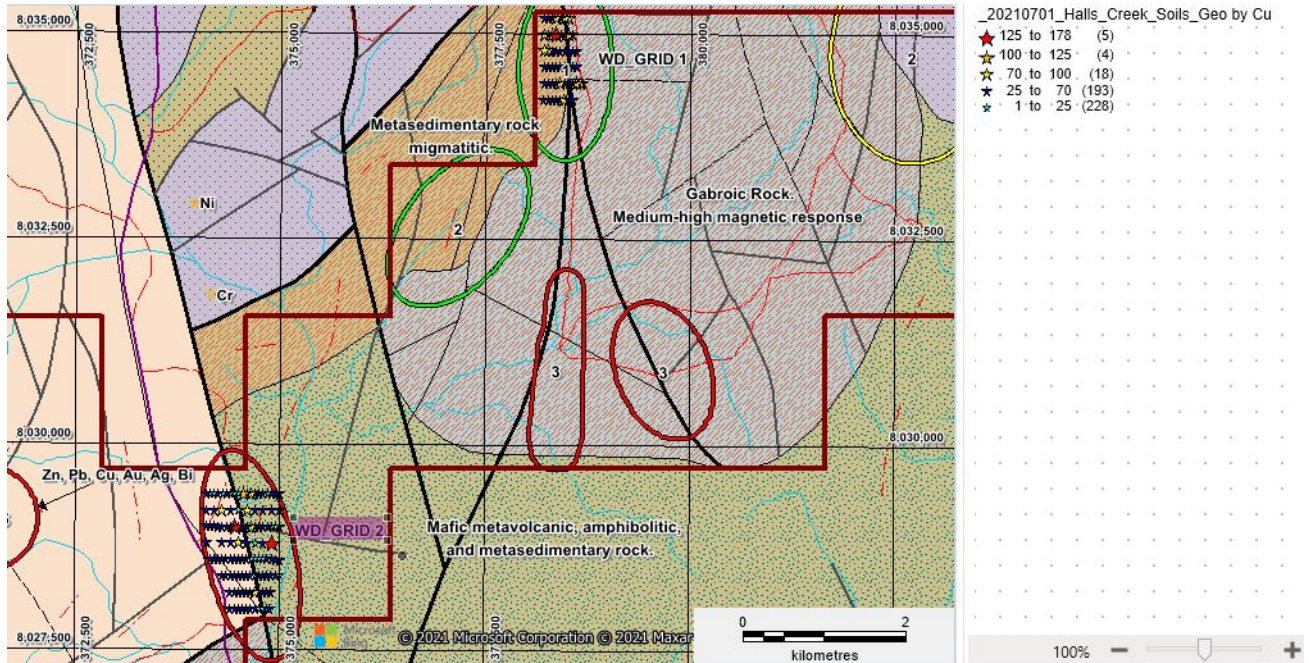 8,035,000
372,500
375,000
377,500
380,000
8,035,000
WD_GRID 1
1
2
Metasedimentary rock
migmatitic.
Ni
Gabroic Rock.
Medium-high magnetic response
2
8,032,500
8,032,500
Cr
3
3
8,030,000
8,030,000
Zn, Pb, Cu, Au, Ag, Bi
WD_GRID 2
Mafic metavolcanic, amphibolitic,
and metasedimentary rock.
8,027,500
372,500
375,000
Microsoft
Bing
© 2021 Microsoft Corporation © 2021 Maxar
377,500
380,000
0 2
kilometres
_20210701_Halls_Creek_Soils_Geo by Cu
125 to 178 (5)
100 to 125 (4)
70 to 100 (18)
25 to 70 (193)
1 to 25 (228)
100%